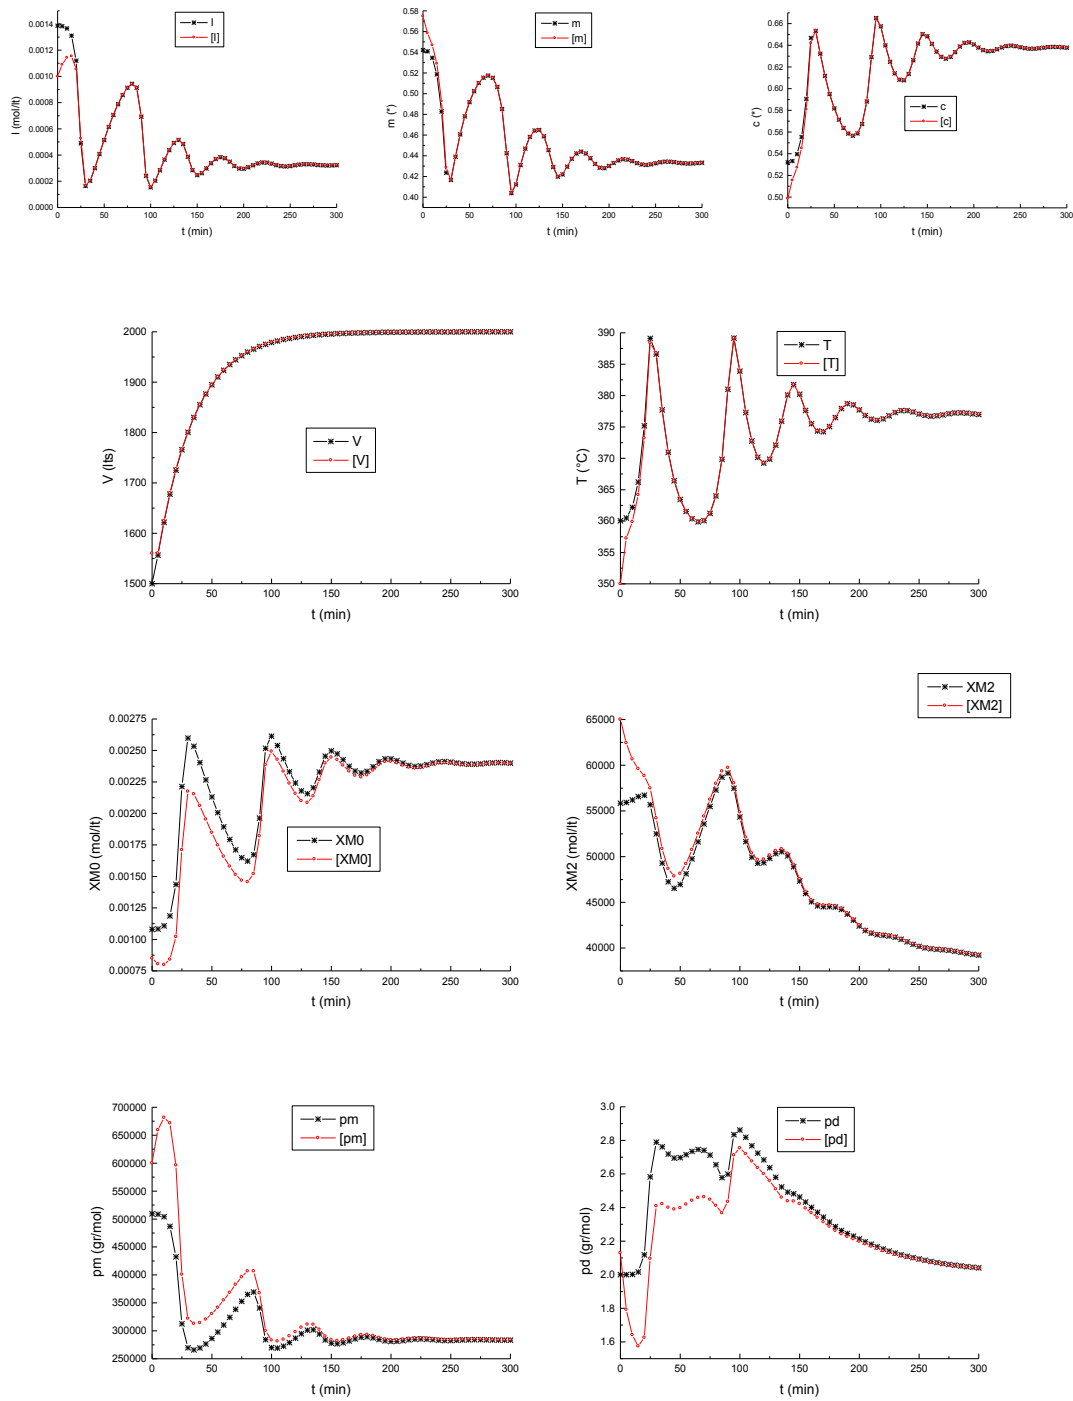 I
[I]
0.0014
0.0012
0.0010
0.0008
0.0006
0.0004
0.0002
0.0000
I (mol/lt)
0 50 100 150 200 250 300
t (min)
m
[m]
0.58
0.56
0.54
0.52
0.50
0.48
0.46
0.44
0.42
0.40
m (*)
0 50 100 150 200 250 300
t (min)
c
[c]
0.66
0.64
0.62
0.60
0.58
0.56
0.54
0.52
0.50
c (*)
0 50 100 150 200 250 300
t (min)
V
[V]
2000
1900
1800
1700
1600
1500
V (lts)
0 50 100 150 200 250 300
t (min)
T
[T]
390
385
380
375
370
365
360
355
350
T (°C)
0 50 100 150 200 250 300
t (min)
XM0
[XM0]
0.00275
0.00250
0.00225
0.00200
0.00175
0.00150
0.00125
0.00100
0.00075
XM0 (mol/lt)
0 50 100 150 200 250 300
t (min)
XM2
[XM2]
65000
60000
55000
50000
45000
40000
XM2 (mol/lt)
0 50 100 150 200 250 300
t (min)
pm
[pm]
700000
650000
600000
550000
500000
450000
400000
350000
300000
250000
pm (gr/mol)
0 50 100 150 200 250 300
t (min)
pd
[pd]
3.0
2.8
2.6
2.4
2.2
2.0
1.8
1.6
pd (gr/mol)
0 50 100 150 200 250 300
t (min)